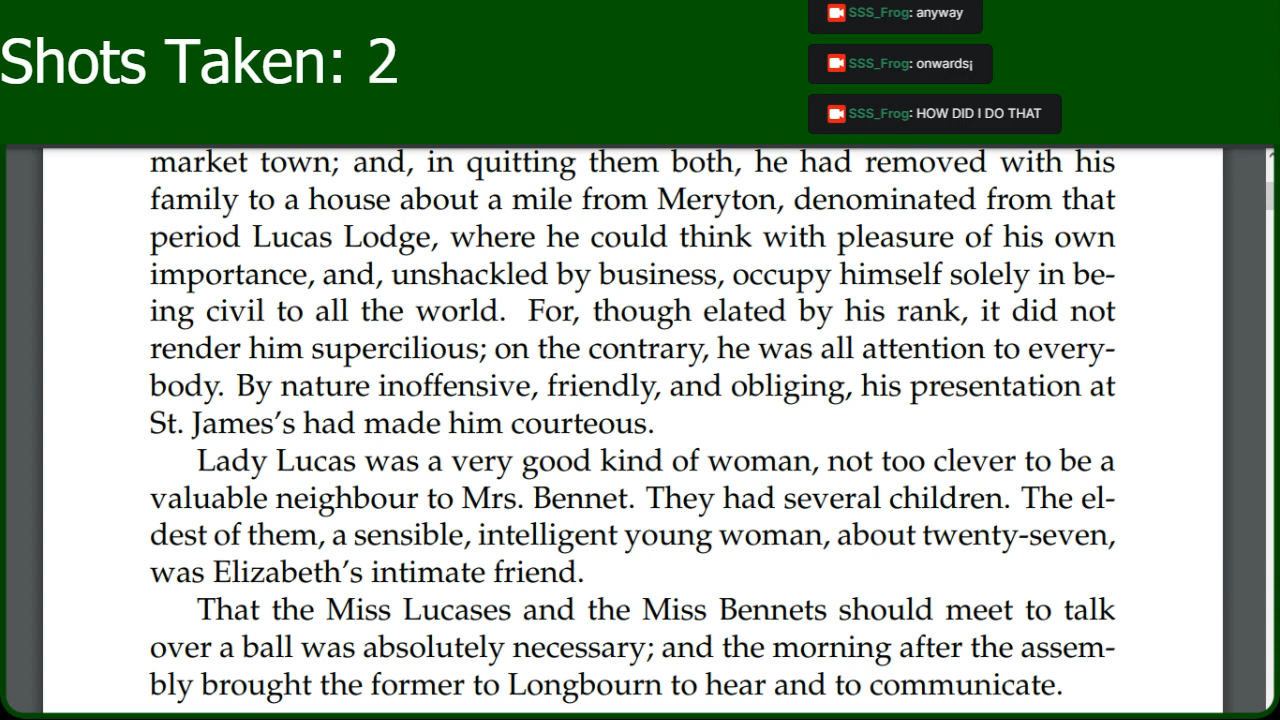 Shots Taken: 2
SSS_Frog: anyway
SSS_Frog: onwards¡
SSS_Frog: HOW DID I DO THAT
market town; and, in quitting them both, he had removed with his
family to a house about a mile from Meryton, denominated from that
period Lucas Lodge, where he could think with pleasure of his own
importance, and, unshackled by business, occupy himself solely in be-
ing civil to all the world. For, though elated by his rank, it did not
render him supercilious; on the contrary, he was all attention to every-
body. By nature inoffensive, friendly, and obliging, his presentation at
St. James's had made him courteous.
Lady Lucas was a very good kind of woman, not too clever to be a
valuable neighbour to Mrs. Bennet. They had several children. The el-
dest of them, a sensible, intelligent young woman, about twenty-seven,
was Elizabeth's intimate friend.
That the Miss Lucases and the Miss Bennets should meet to talk
over a ball was absolutely necessary; and the morning after the assem-
bly brought the former to Longbourn to hear and to communicate.